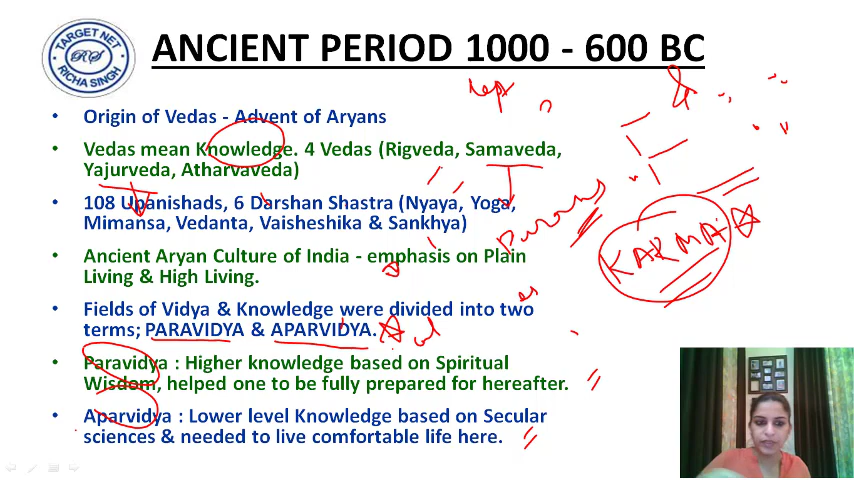 TARGET NET
RS
RICHA SINGH
ANCIENT PERIOD 1000 - 600 BC
• Origin of Vedas - Advent of Aryans
• Vedas mean Knowledge. 4 Vedas (Rigveda, Samaveda,
Yajurveda, Atharvaveda)
• 108 Upanishads, 6 Darshan Shastra (Nyaya, Yoga,
Mimansa, Vedanta, Vaisheshika & Sankhya)
Purans
KARMA
• Ancient Aryan Culture of India - emphasis on Plain
Living & High Living.
• Fields of Vidya & Knowledge were divided into two
terms; PARAVIDYA & APARVIDYA.
• Paravidya : Higher knowledge based on Spiritual
Wisdom, helped one to be fully prepared for hereafter.
• Aparvidya : Lower level Knowledge based on Secular
sciences & needed to live comfortable life here.